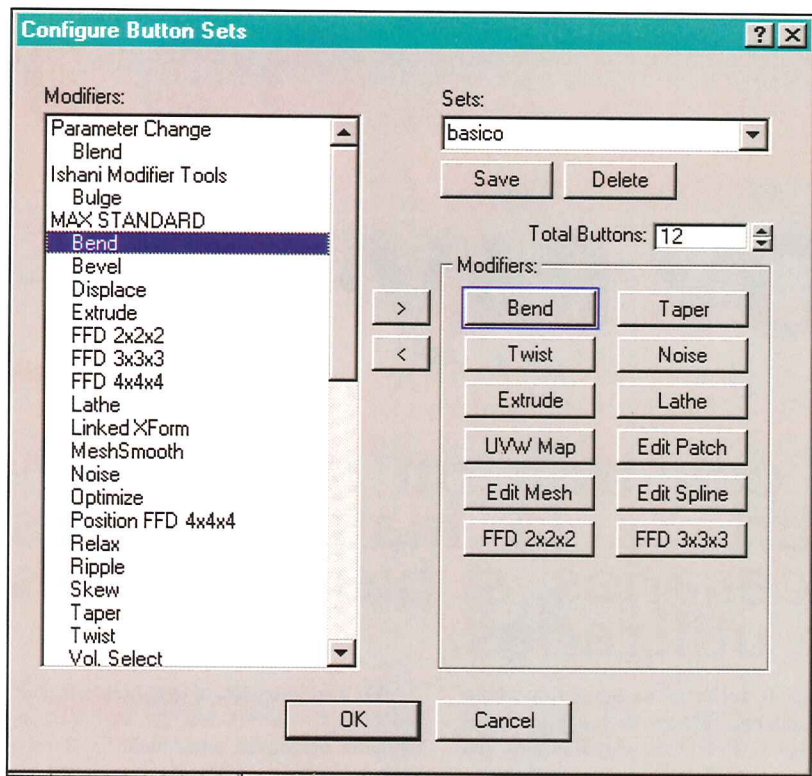 Configure Button Sets
Modifiers:
Parameter Change
Blend
Ishani Modifier Tools
Bulge
MAX STANDARD
Bend
Bevel
Displace
Extrude
FFD 2x2x2
FFD 3x3x3
FFD 4x4x4
Lathe
Linked XForm
MeshSmooth
Noise
Optimize
Position FFD 4x4x4
Relax
Ripple
Skew
Taper
Twist
Vol. Select
>
<
Sets:
basico
Save Delete
Total Buttons: 12
Modifiers:
Bend Taper
Twist Noise
Extrude Lathe
UVW Map Edit Patch
Edit Mesh Edit Spline
FFD 2x2x2 FFD 3x3x3
OK Cancel